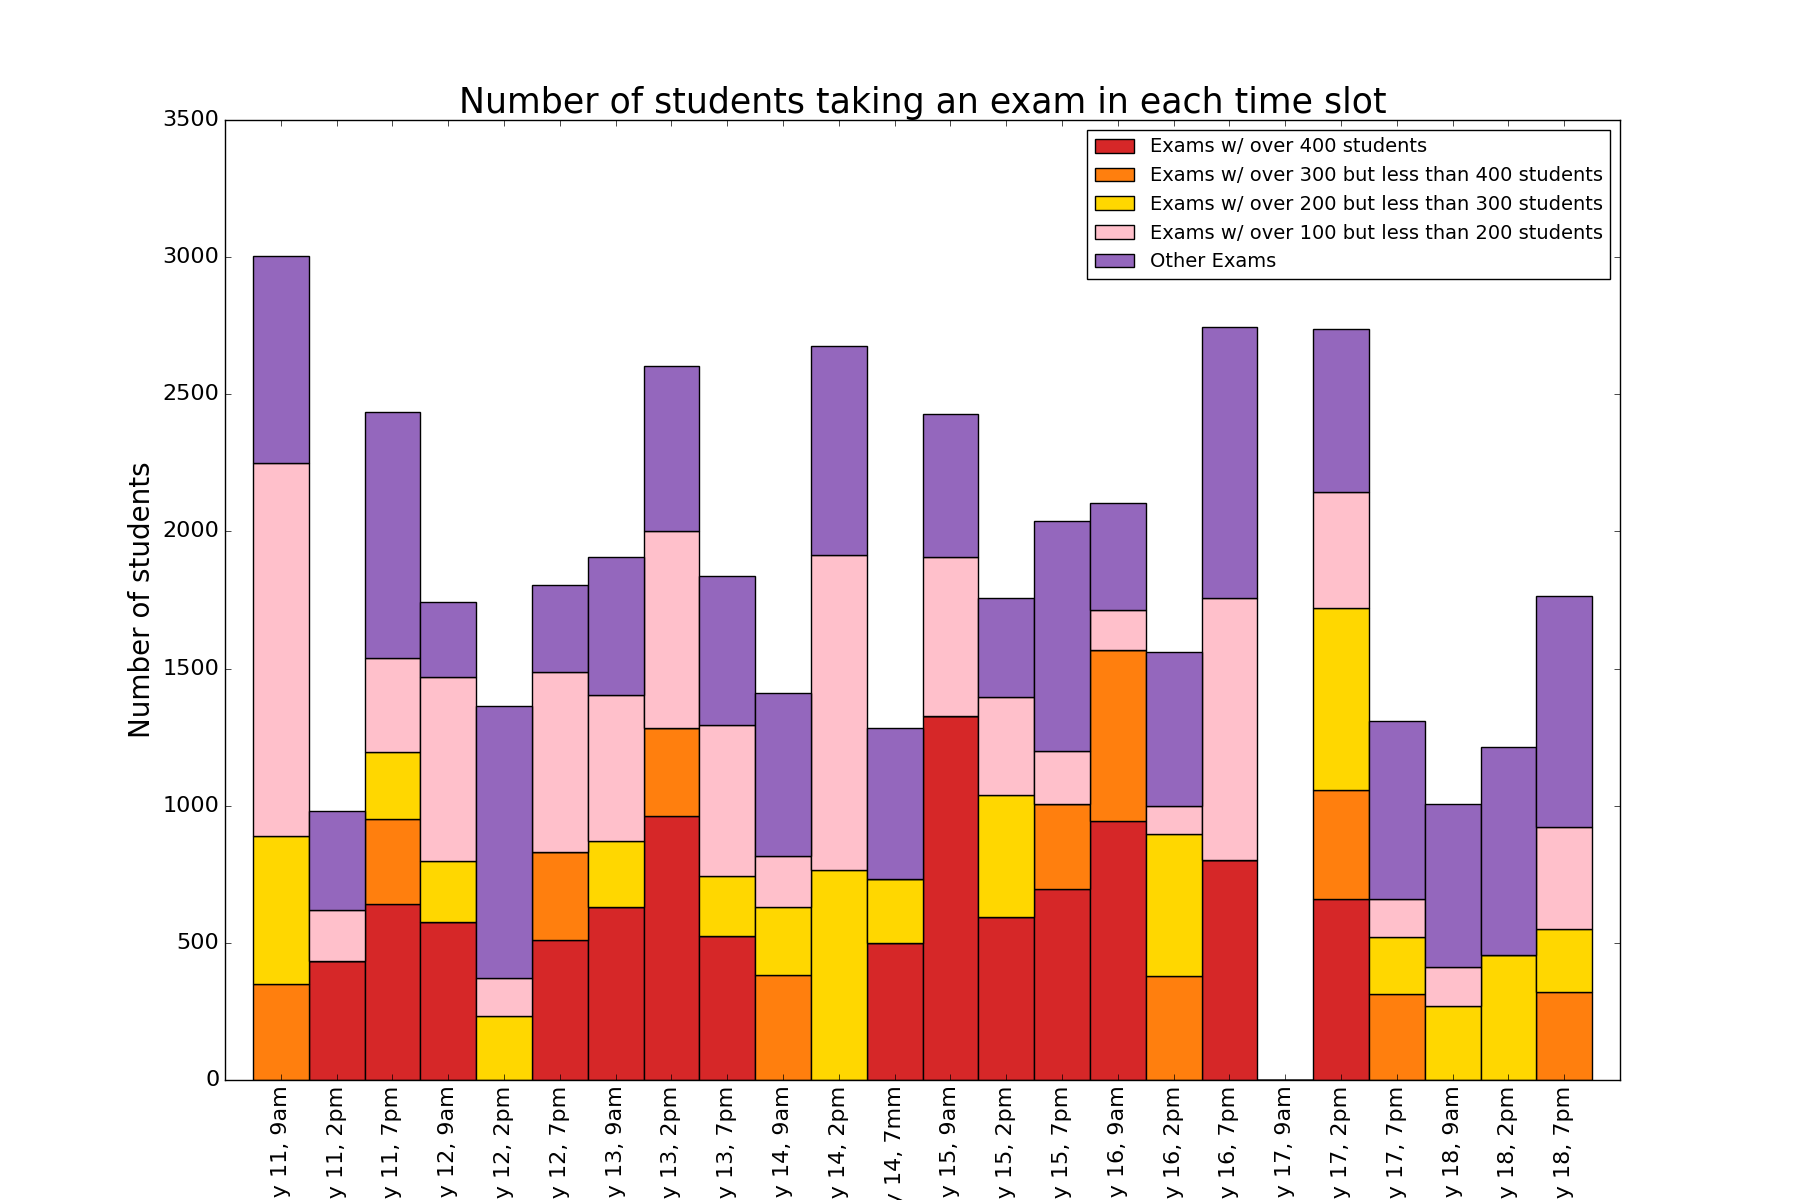 Number of students taking an exam in each time slot
Exams w/ over 400 students
Exams w/ over 300 but less than 400 students
Exams w/ over 200 but less than 300 students
Exams w/ over 100 but less than 200 students
Other Exams
Number of students
3500
3000
2500
2000
1500
1000
500
0
y 11, 9am
y 11, 2pm
y 11, 7pm
y 12, 9am
y 12, 2pm
y 12, 7pm
y 13, 9am
y 13, 2pm
y 13, 7pm
y 14, 9am
y 14, 2pm
y 14, 7mm
y 15, 9am
y 15, 2pm
y 15, 7pm
y 16, 9am
y 16, 2pm
y 16, 7pm
y 17, 9am
y 17, 2pm
y 17, 7pm
y 18, 9am
y 18, 2pm
y 18, 7pm